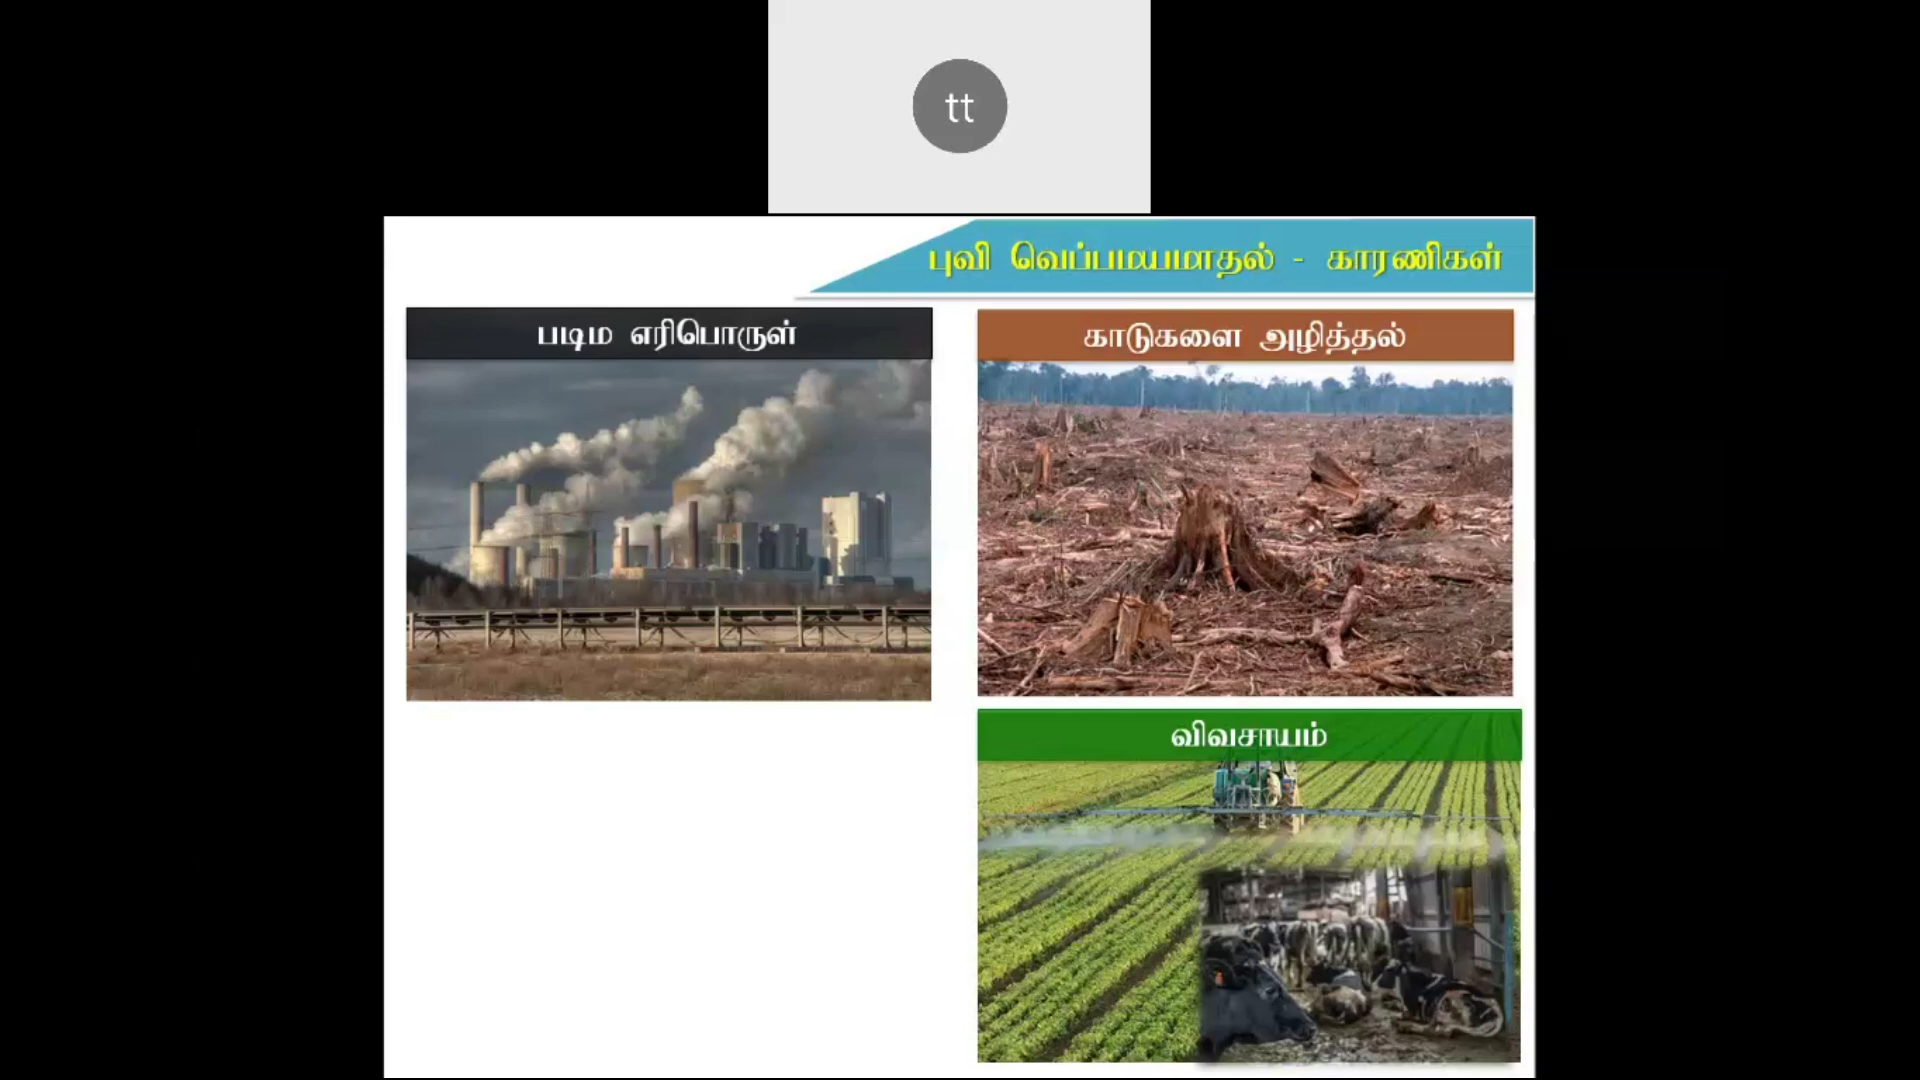 tt
புவி வெப்பமயமாதல் - காரணிகள்
படிம எரிபொருள்
காடுகளை அழித்தல்
விவசாயம்